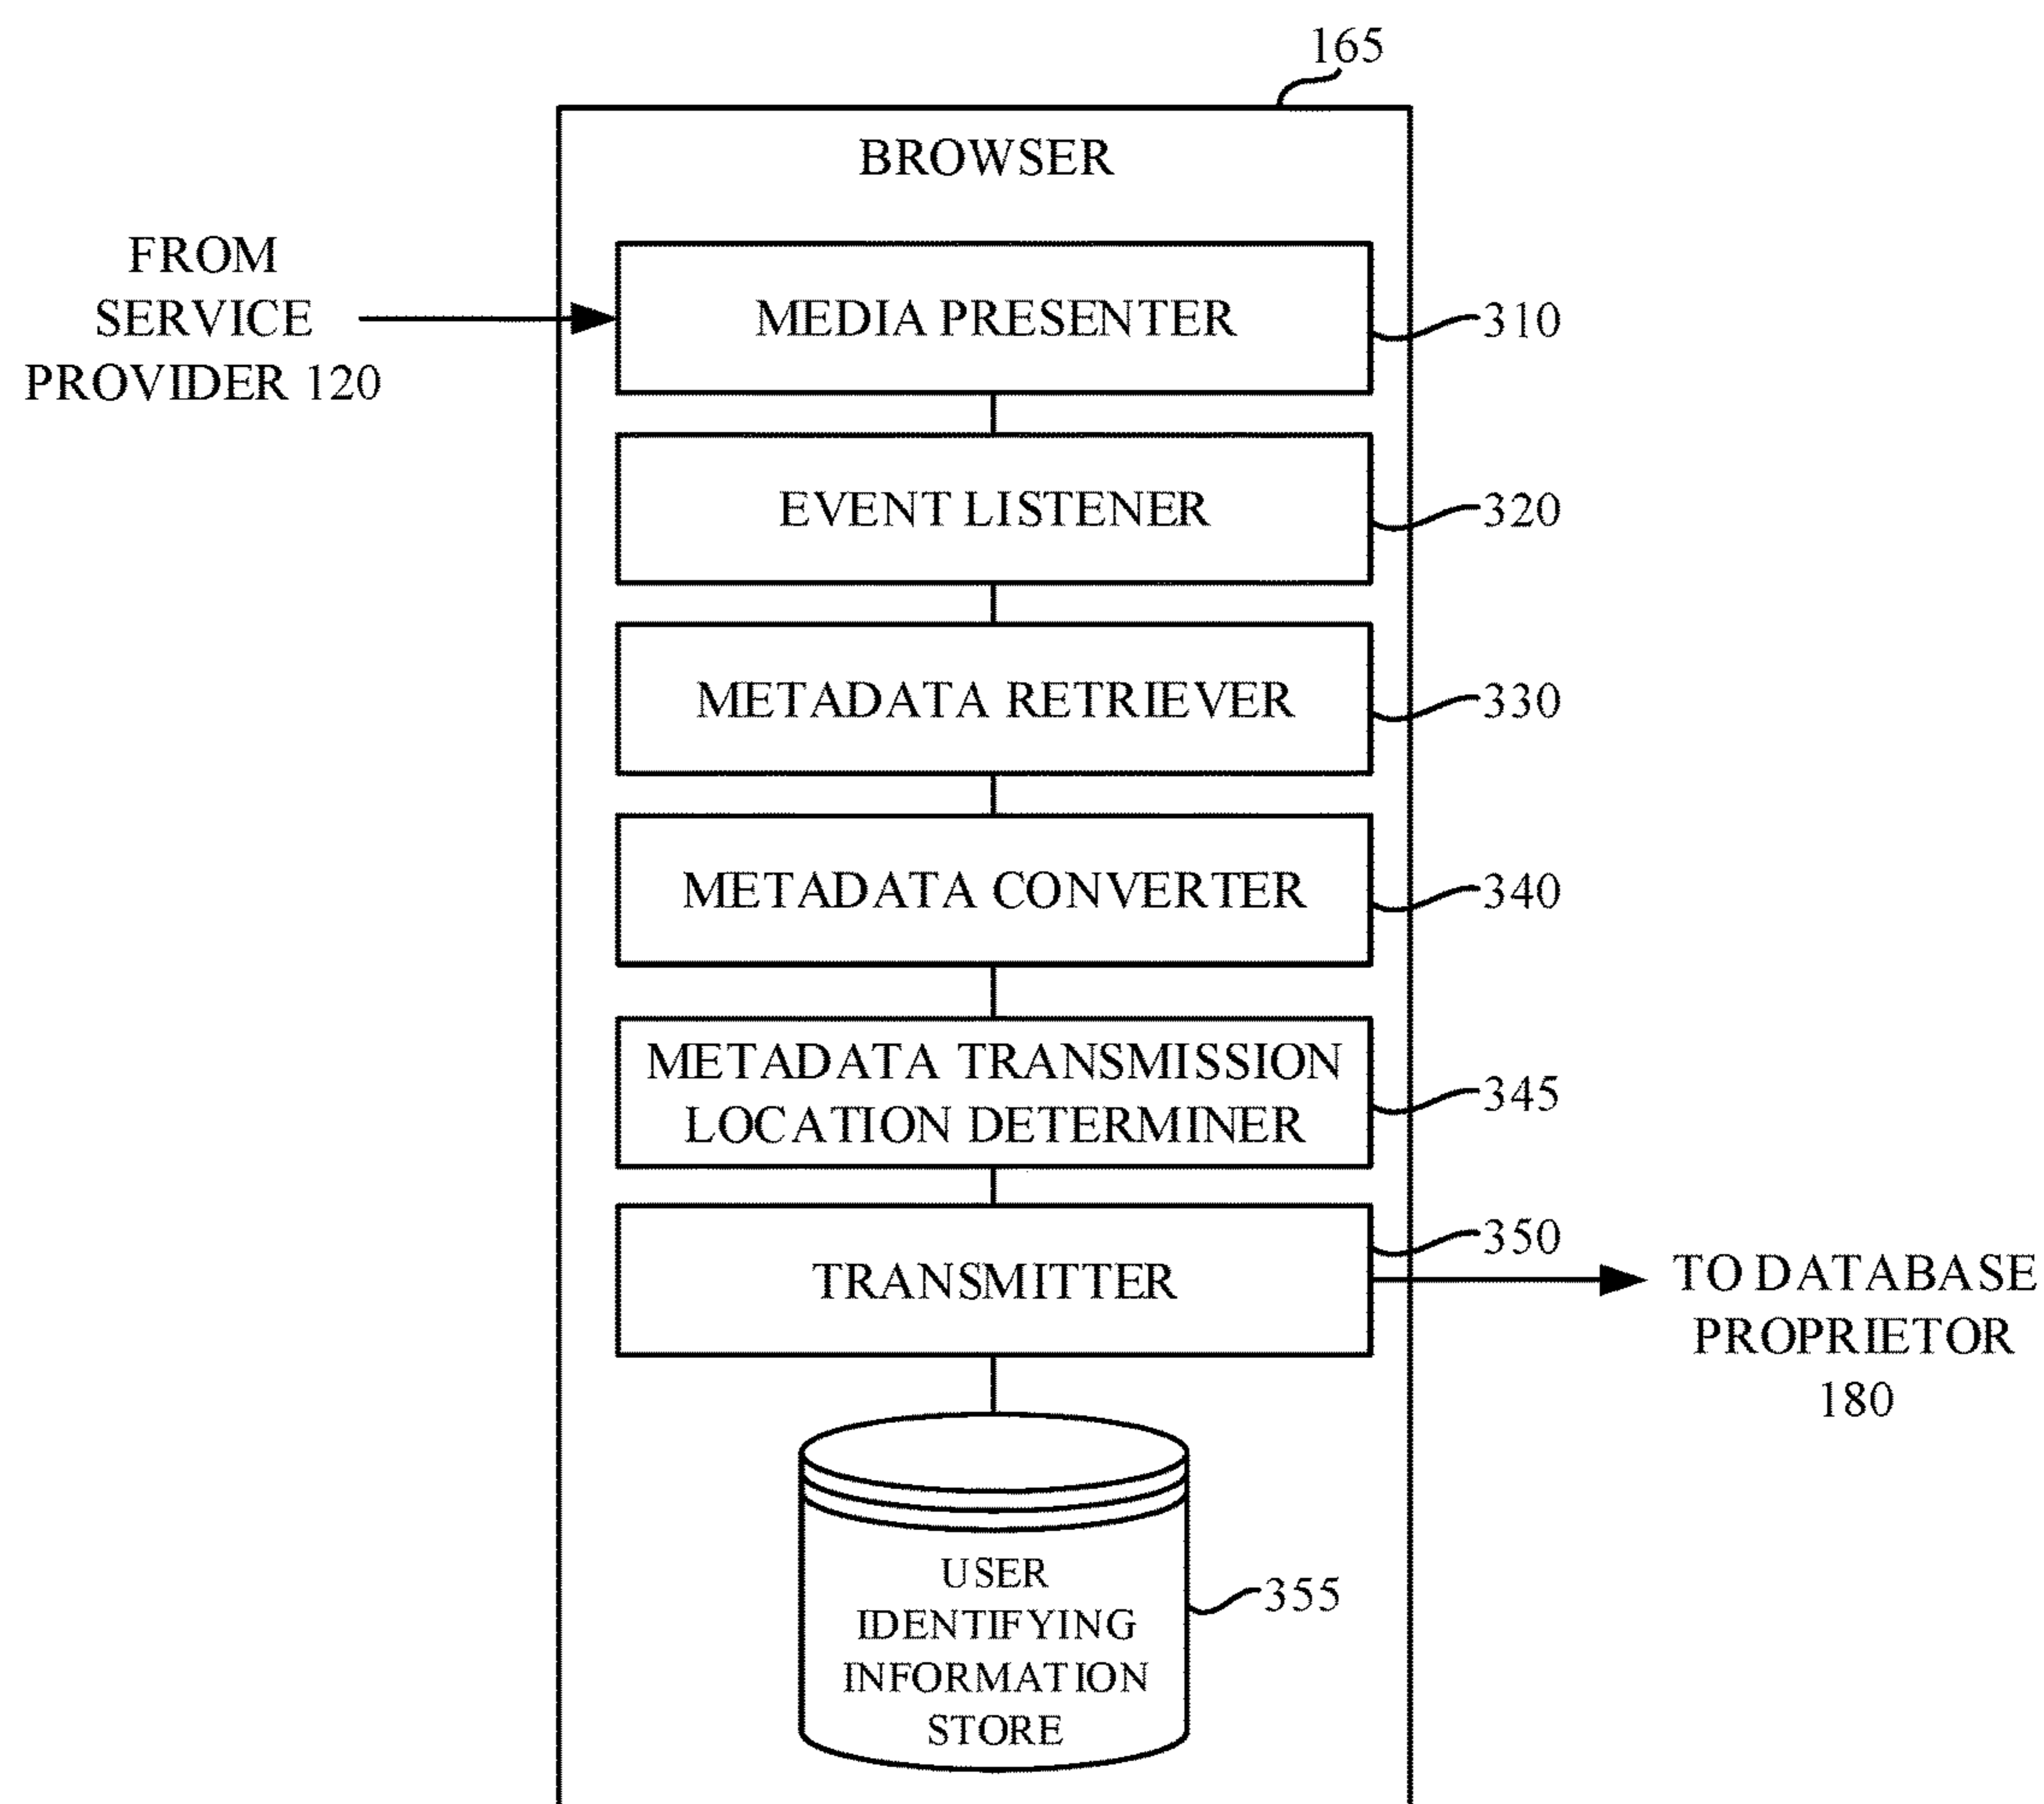 165
BROWSER
FROM
SERVICE
PROVIDER 120
MEDIA PRESENTER
310
EVENT LISTENER
320
METADATA RETRIEVER
330
METADATA CONVERTER
340
METADATA TRANSMISSION
LOCATION DETERMINER
345
TRANSMITTER
350
TO DATABASE
PROPRIETOR
180
USER
IDENTIFYING
INFORMATION
STORE
355